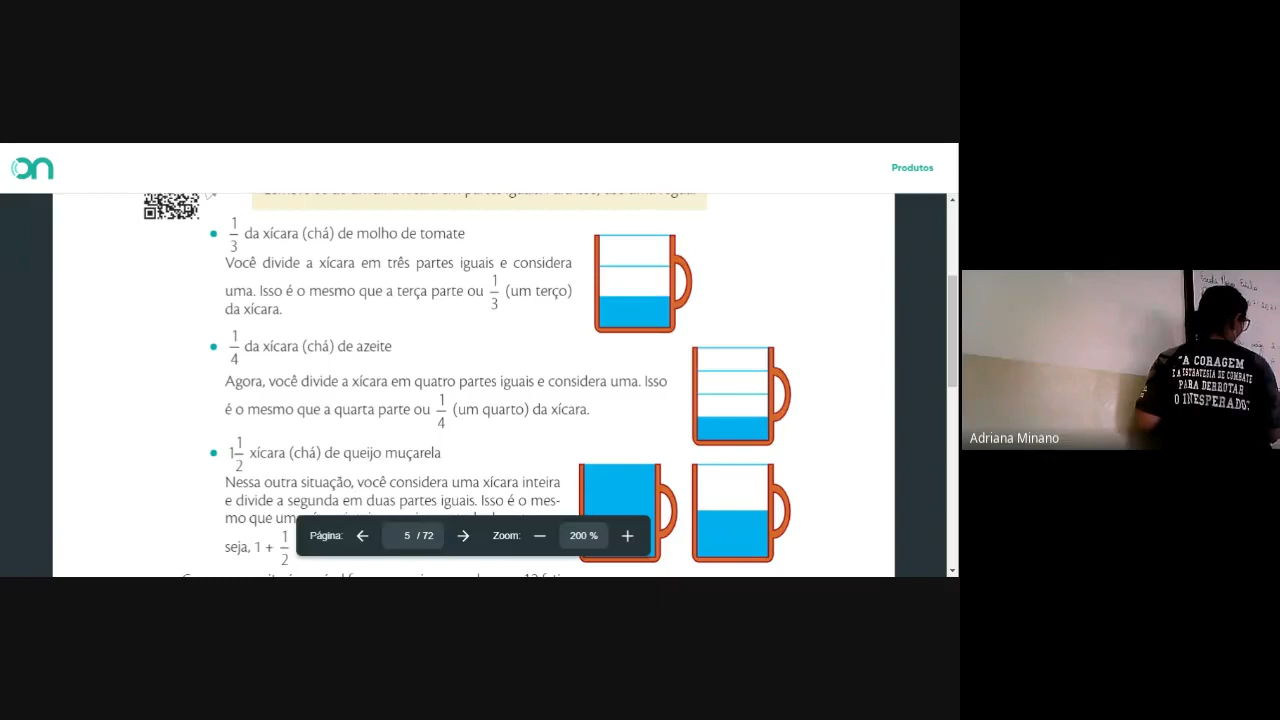 on
Produtos
1/3 da xícara (chá) de molho de tomate
Você divide a xícara em três partes iguais e considera
uma. Isso é o mesmo que a terça parte ou 1/3 (um terço)
da xícara.
1/4 da xícara (chá) de azeite
Agora, você divide a xícara em quatro partes iguais e considera uma. Isso
é o mesmo que a quarta parte ou 1/4 (um quarto) da xícara.
1 1/2 xícara (chá) de queijo muçarela
Nessa outra situação, você considera uma xícara inteira
e divide a segunda em duas partes iguais. Isso é o mes-
mo que
seja, 1 + 1/2
Página: 5 / 72 Zoom: 200 %
"A CORAGEM
E A ESTRATÉGIA DE COMBATE
PARA DERROTAR
O INESPERADO."
Adriana Minano